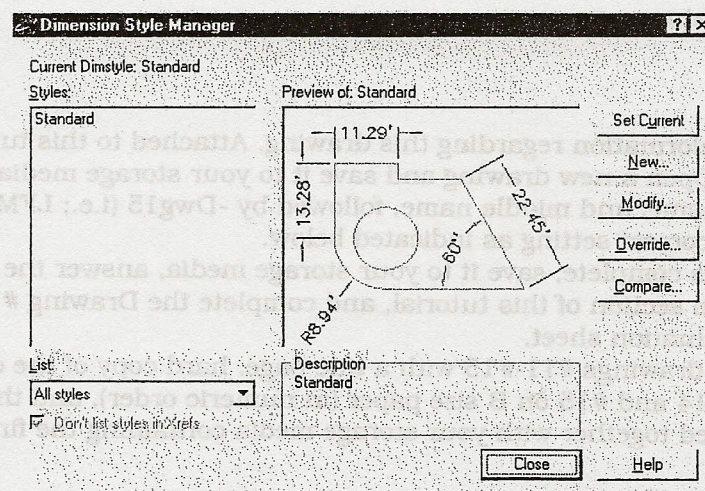 Dimension Style Manager
Current Dimstyle: Standard
Styles:
Preview of: Standard
Standard
11.29'
13.28'
22.45'
60°
R8.94'
Set Current
New...
Modify...
Override...
Compare...
List:
All styles
Don't list styles in Xrefs
Description
Standard
Close
Help